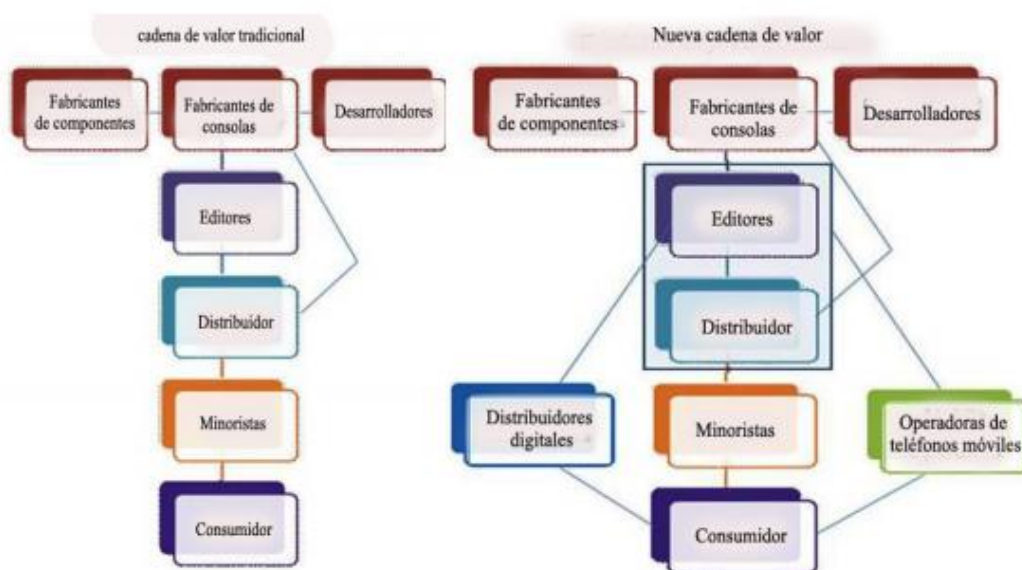 cadena de valor tradicional
Fabricantes
de componentes
Fabricantes de
consolas
Desarrolladores
Editores
Distribuídor
Minoristas
Consumidor
Nueva cadena de valor
Fabricantes
de componentes
Fabricantes de
consolas
Desarrolladores
Editores
Distribuidor
Distribuidores
digitales
Minoristas
Operadoras de
teléfonos móviles
Consumidor